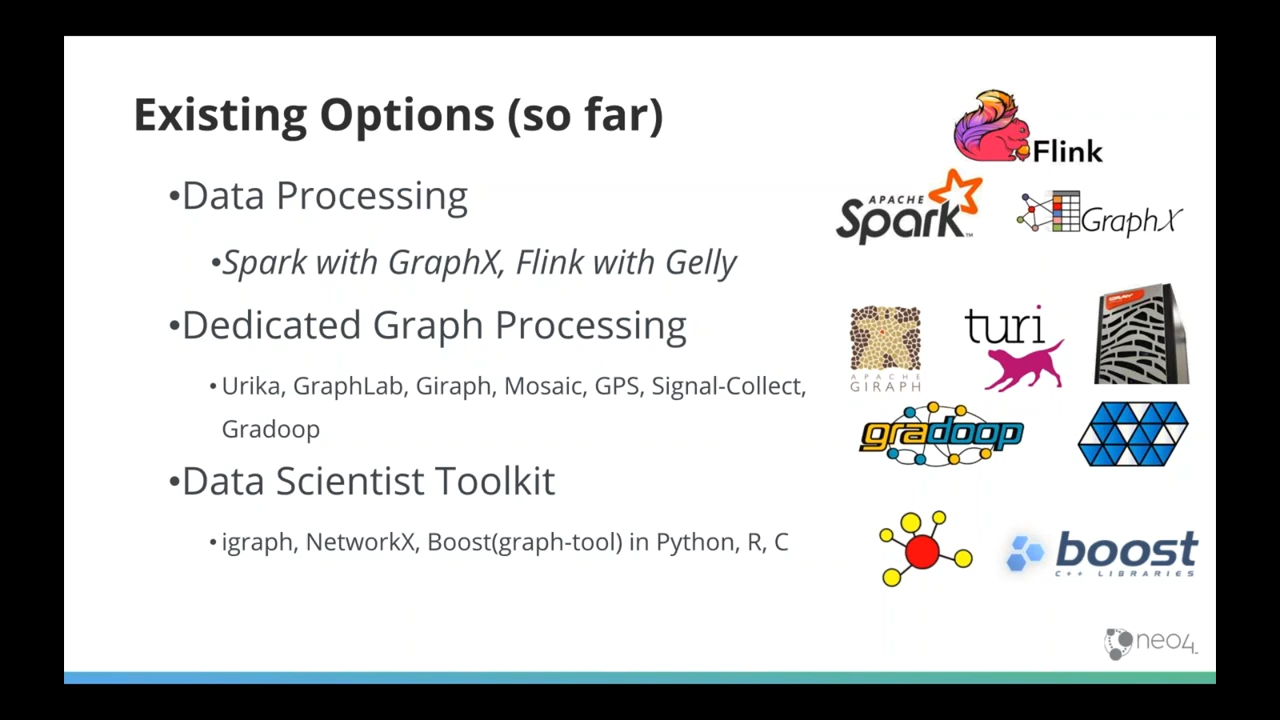 Existing Options (so far)
•Data Processing
•Spark with GraphX, Flink with Gelly
•Dedicated Graph Processing
•Urika, GraphLab, Giraph, Mosaic, GPS, Signal-Collect,
Gradoop
•Data Scientist Toolkit
•igraph, NetworkX, Boost(graph-tool) in Python, R, C
Flink
APACHE
Spark™
GraphX
turi
APACHE
GIRAPH
gradoop
boost
C++ LIBRARIES
neo4j